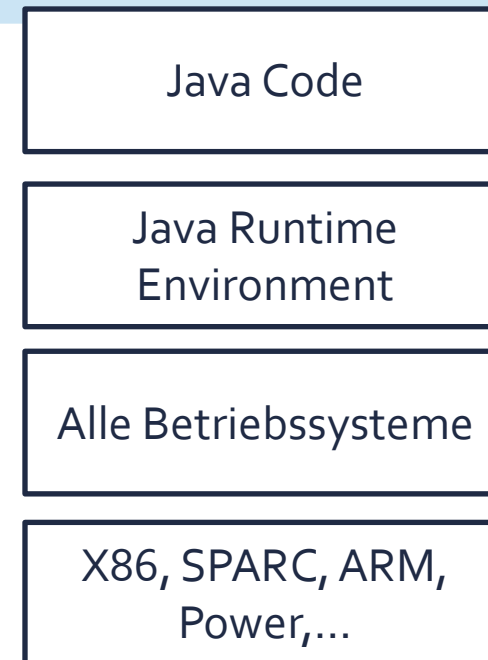 Java Code
Java Runtime
Environment
Alle Betriebssysteme
X86, SPARC, ARM,
Power,...